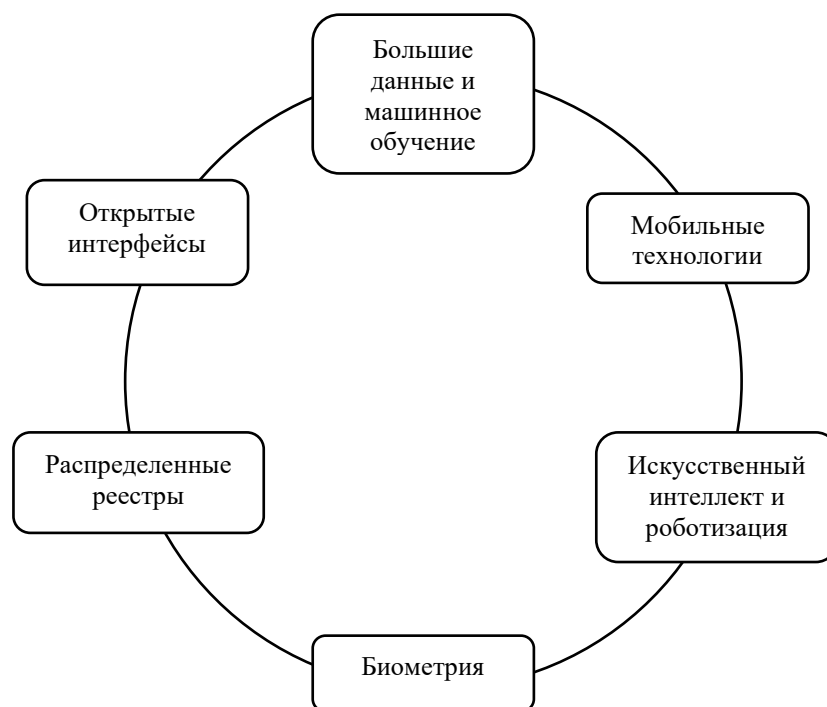 Большие
данные и
машинное
обучение
Мобильные
технологии
Искусственный
интеллект и
роботизация
Биометрия
Распределенные
реестры
Открытые
интерфейсы